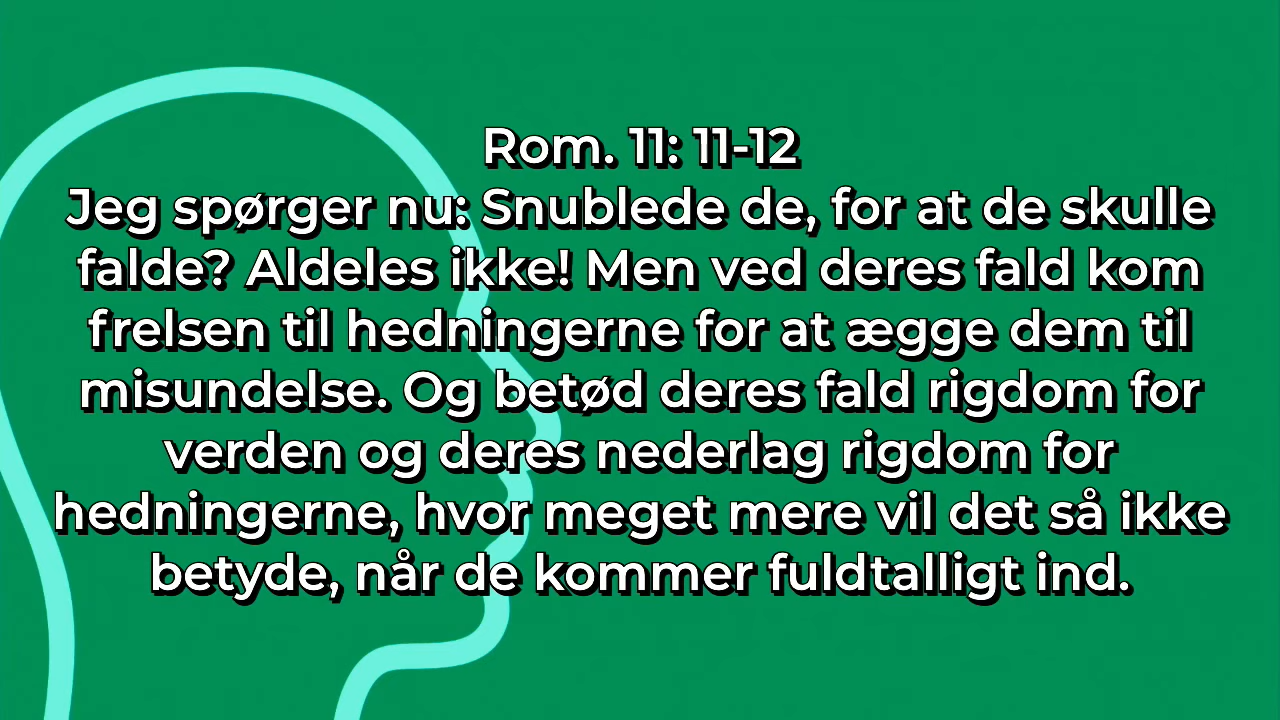 Rom. 11: 11-12
Jeg spørger nu: Snublede de, for at de skulle
falde? Aldeles ikke! Men ved deres fald kom
frelsen til hedningerne for at ægge dem til
misundelse. Og betød deres fald rigdom for
verden og deres nederlag rigdom for
hedningerne, hvor meget mere vil det så ikke
betyde, når de kommer fuldtalligt ind.